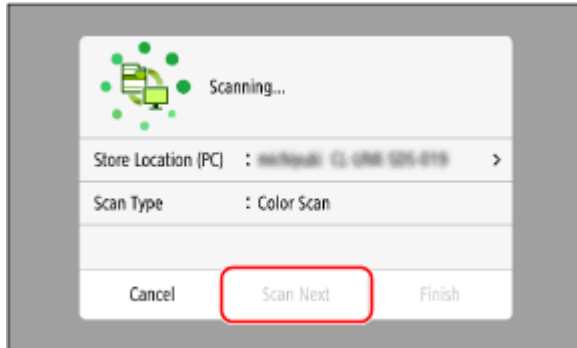 Scanning...
Store Location (PC) :
Scan Type : Color Scan
Cancel Scan Next Finish